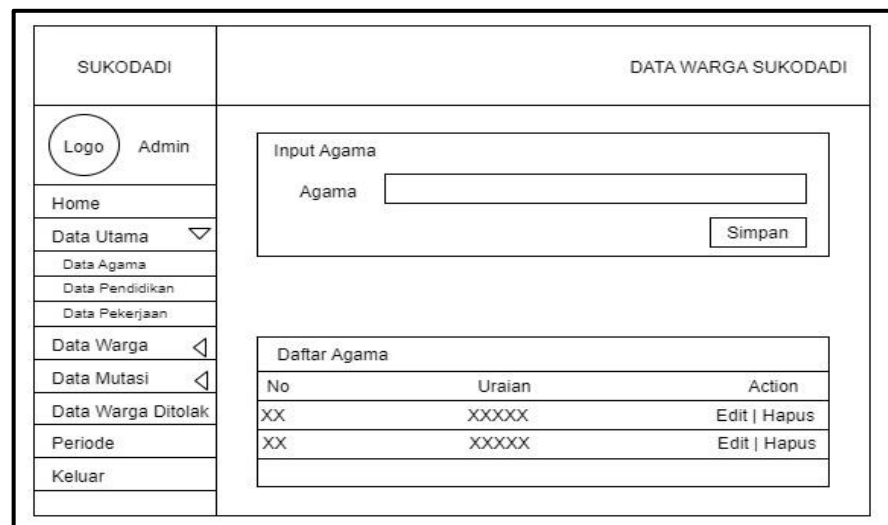 SUKODADI
DATA WARGA SUKODADI
Logo
Admin
Home
Data Utama
Data Agama
Data Pendidikan
Data Pekerjaan
Data Warga
Data Mutasi
Data Warga Ditolak
Periode
Keluar
Input Agama
Agama
Simpan
Daftar Agama
No Uraian Action
XX XXXXX Edit | Hapus
XX XXXXX Edit | Hapus